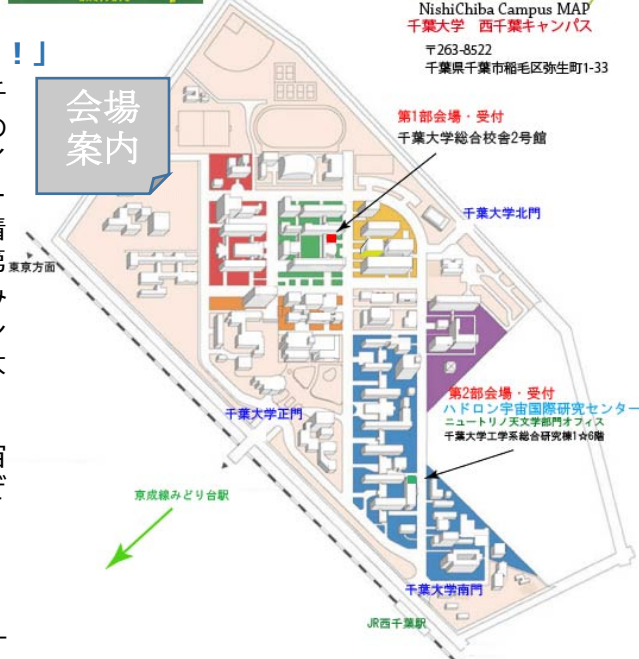 NishiChiba Campus MAP
千葉大学 西千葉キャンパス
〒263-8522
千葉県千葉市稲毛区弥生町1-33
！」
会場
案内
第1部会場・受付
千葉大学総合校舎2号館
千葉大学北門
東京方面
第2部会場・受付
ハドロン宇宙国際研究センター
ニュートリノ天文学部門オフィス
千葉大学工学系総合研究棟1☆6階
千葉大学正門
京成線みどり台駅
千葉大学南門
JR西千葉駅